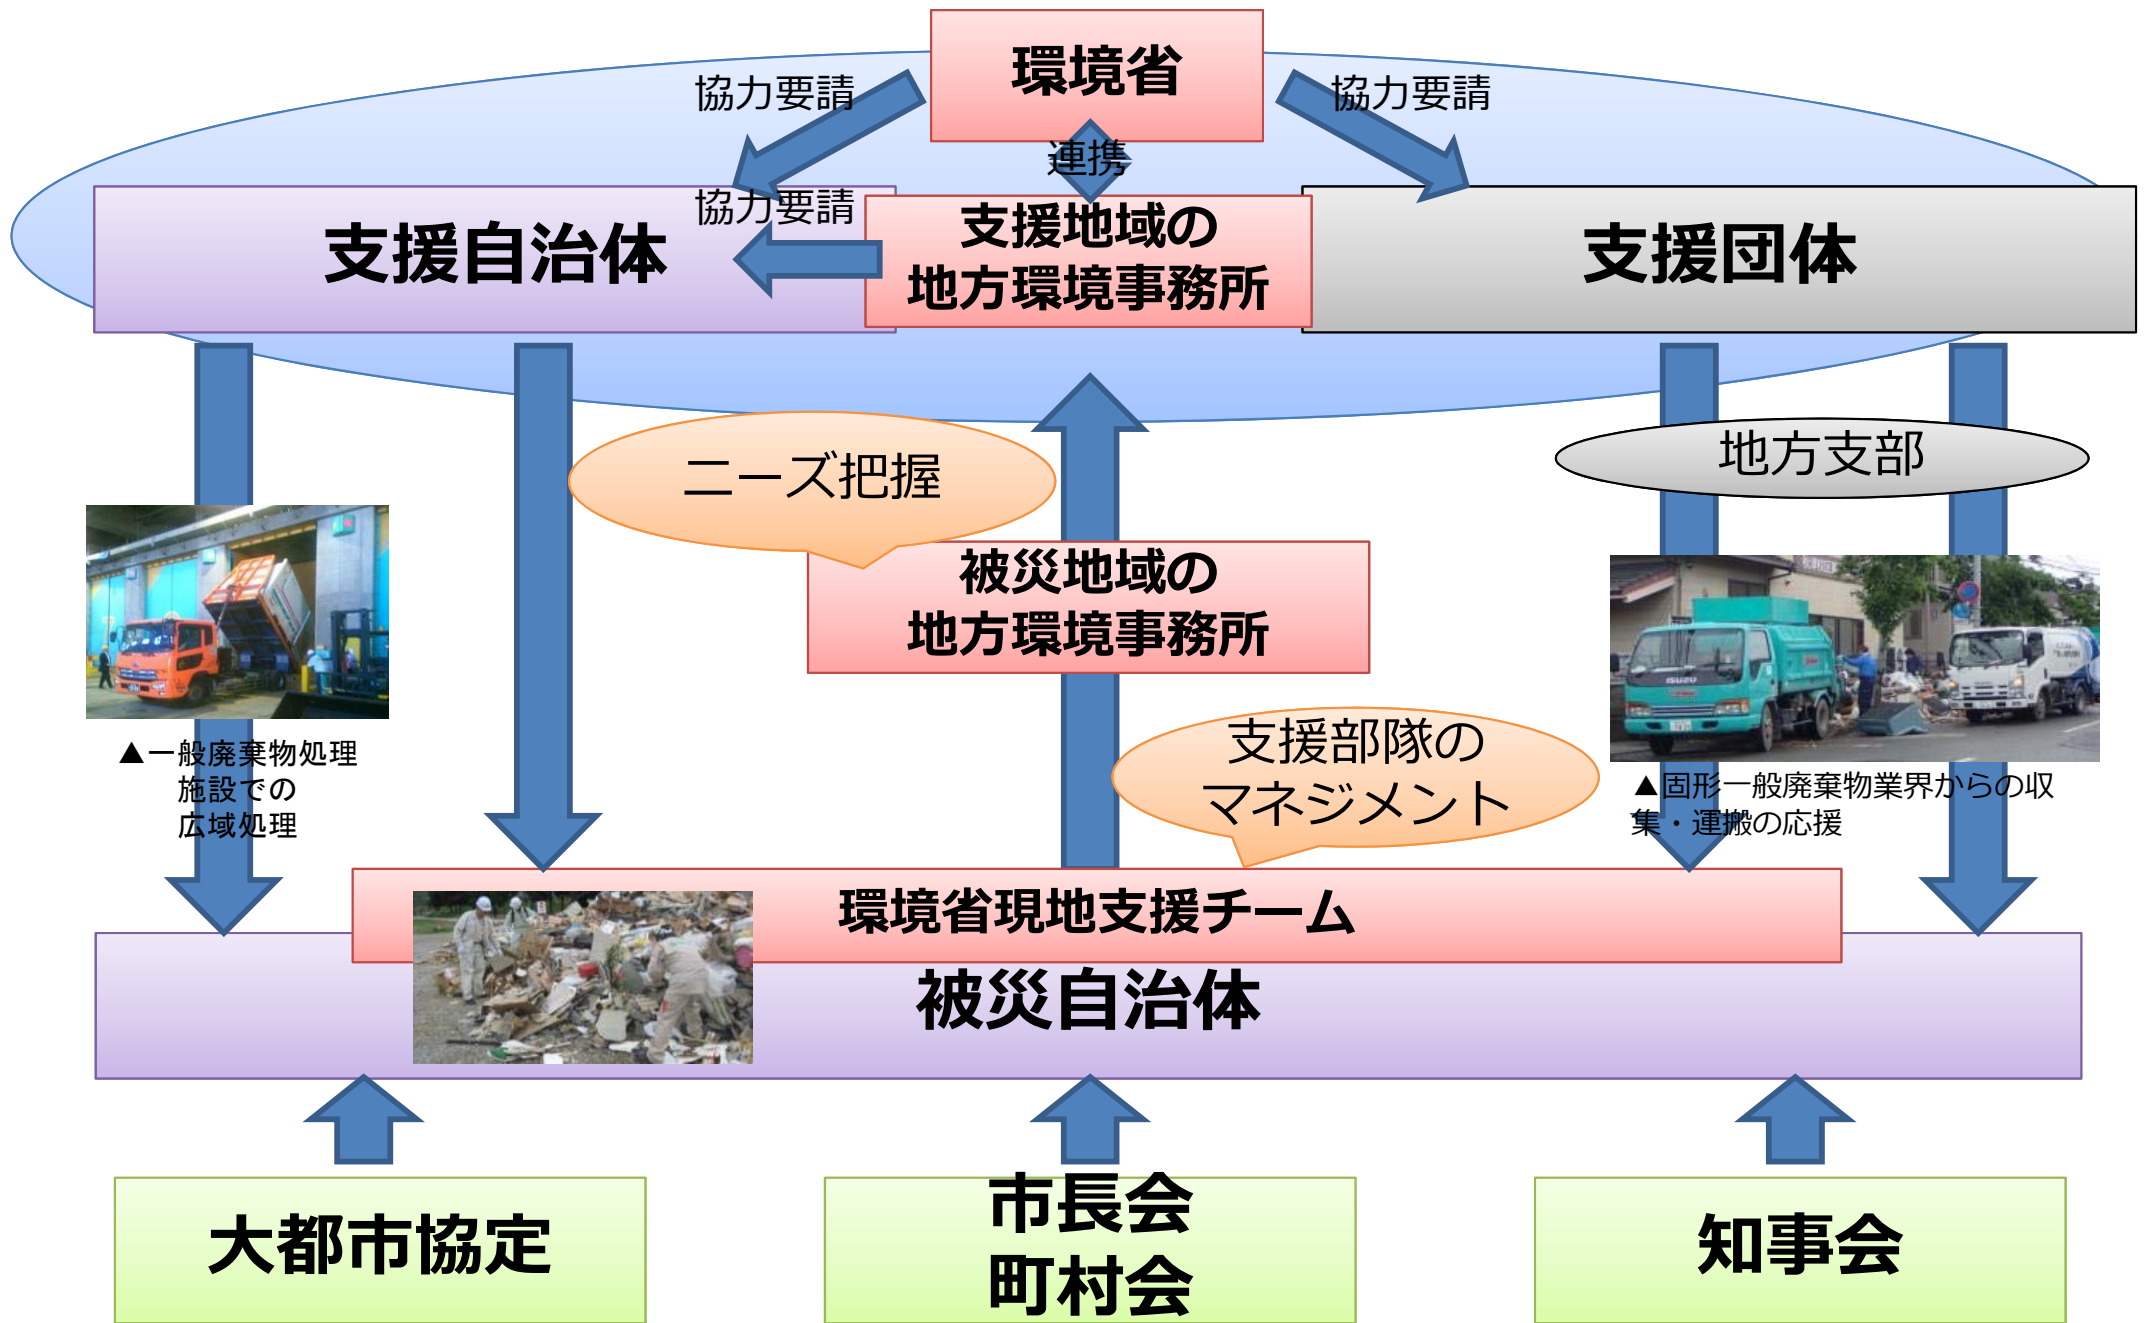 環境省
協力要請
協力要請
連携
協力要請
支援自治体
支援地域の
地方環境事務所
支援団体
ニーズ把握
地方支部
被災地域の
地方環境事務所
支援部隊の
マネジメント
▲一般廃棄物処理
施設での
広域処理
ISUZU
▲固形一般廃棄物業界からの収
集・運搬の応援
環境省現地支援チーム
被災自治体
大都市協定
市長会
町村会
知事会